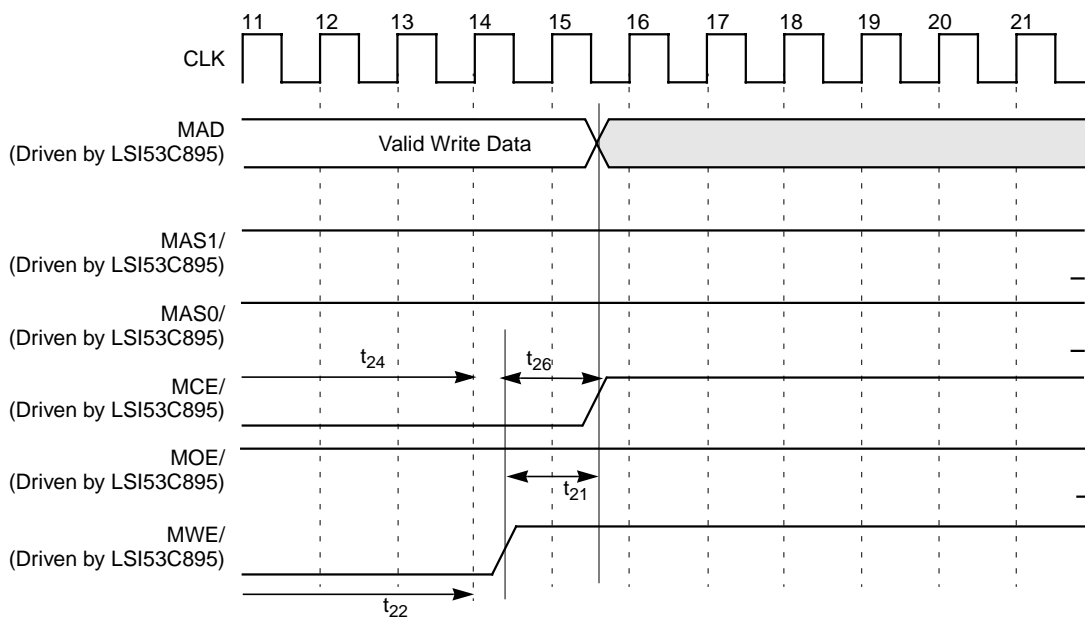 11 12 13 14 15 16 17 18 19 20 21
CLK
MAD
(Driven by LSI53C895)
Valid Write Data
MAS1/
(Driven by LSI53C895)
MAS0/
(Driven by LSI53C895)
t24
t26
MCE/
(Driven by LSI53C895)
MOE/
(Driven by LSI53C895)
t21
MWE/
(Driven by LSI53C895)
t22